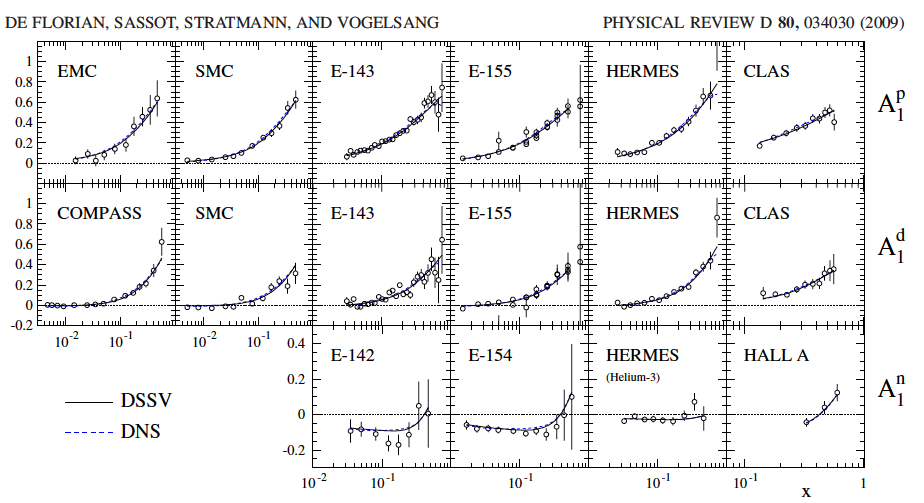 DE FLORIAN, SASSOT, STRATMANN, AND VOGELSANG PHYSICAL REVIEW D 80, 034030 (2009)
1
0.8
0.6
0.4
0.2
0
EMC SMC E-143 E-155 HERMES CLAS A₁ᵖ
1
0.8
0.6
0.4
0.2
0
-0.2
COMPASS SMC E-143 E-155 HERMES CLAS A₁ᵈ
10⁻² 10⁻¹ 10⁻² 10⁻¹
0.4
0.2
0
-0.2
E-142 E-154 HERMES HALL A A₁ⁿ
(Helium-3)
DSSV
DNS
10⁻² 10⁻¹ 10⁻¹ 10⁻¹ 10⁻¹ 1
x